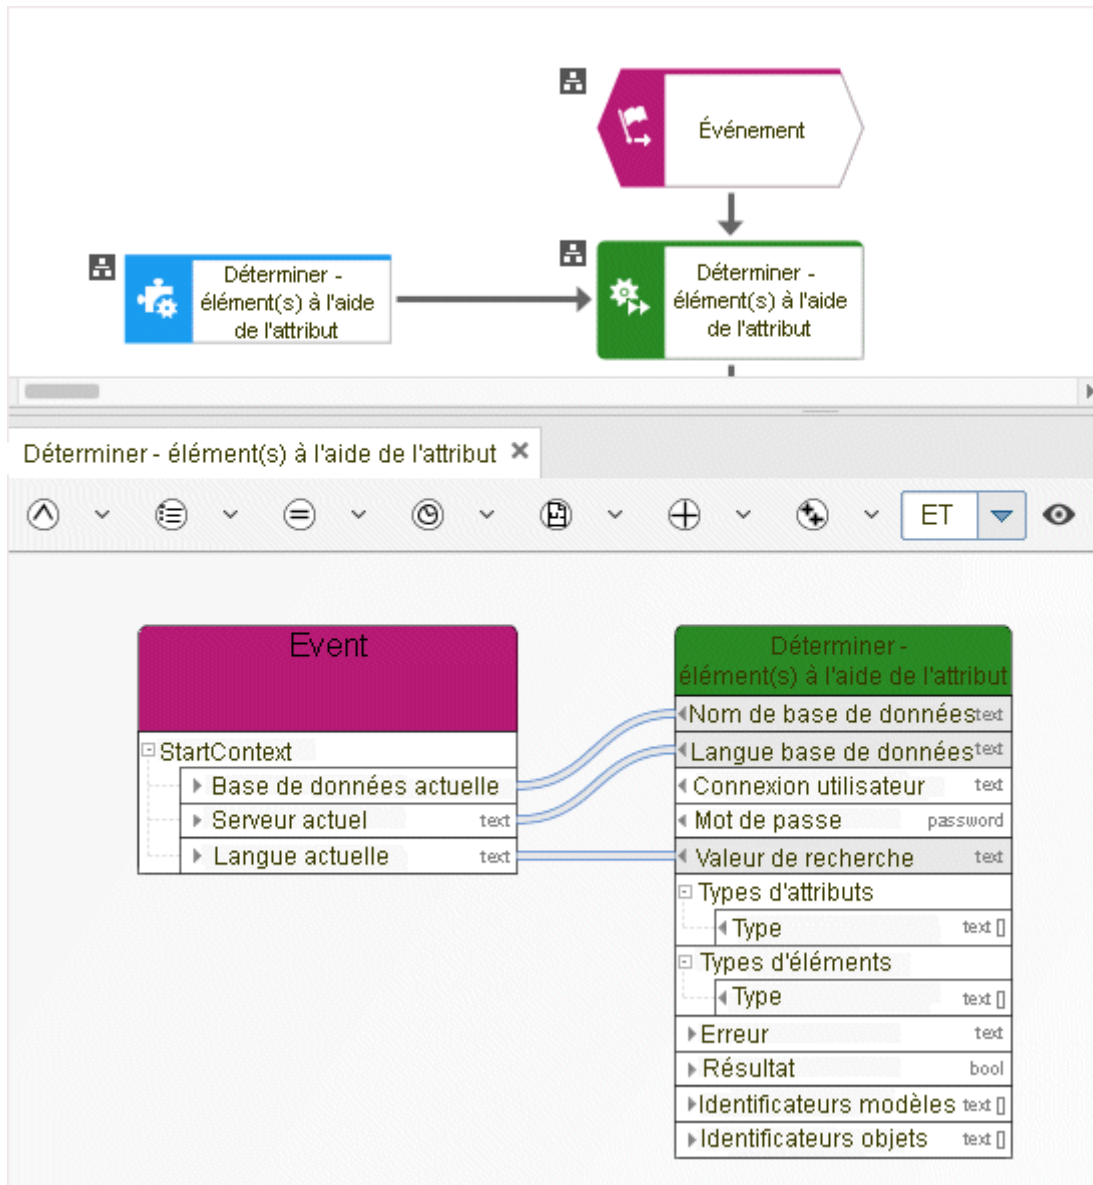 Événement
Déterminer -
élément(s) à l'aide
de l'attribut
Déterminer -
élément(s) à l'aide
de l'attribut
Déterminer - élément(s) à l'aide de l'attribut
ET
Event
StartContext
Base de données actuelle
Serveur actuel text
Langue actuelle text
Déterminer -
élément(s) à l'aide de l'attribut
Nom de base de données text
Langue base de données text
Connexion utilisateur text
Mot de passe password
Valeur de recherche text
Types d'attributs
Type text []
Types d'éléments
Type text []
Erreur text
Résultat bool
Identificateurs modèles text []
Identificateurs objets text []